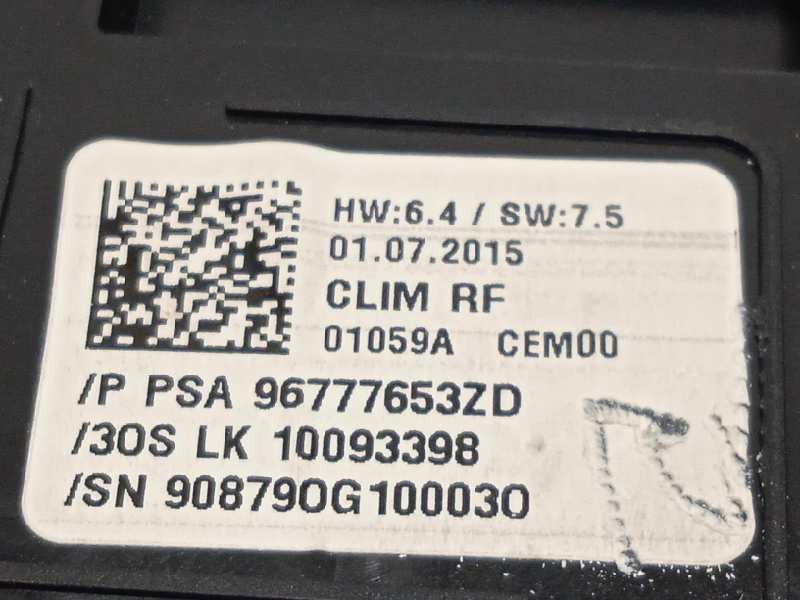 HW:6.4 / SW:7.5
01.07.2015
CLIM RF
01059A CEM00
/P PSA 96777653ZD
/3OS LK 10093398
/SN 908790G100030